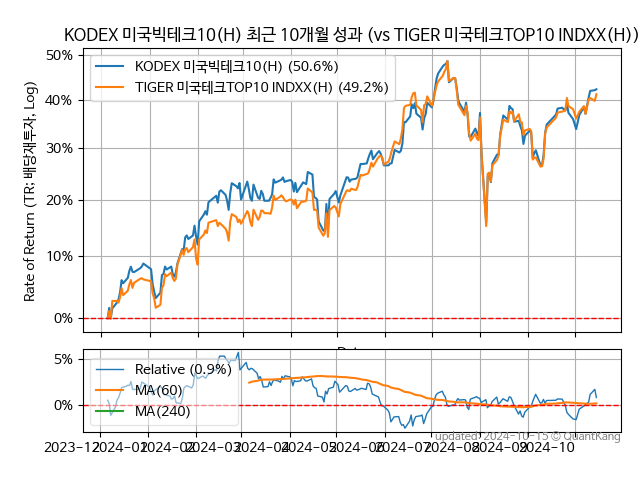 KODEX 미국빅테크10(H) 최근 10개월 성과 (vs TIGER 미국테크TOP10 INDXX(H))
Rate of Return (TR: 배당재투자, Log)
50%
40%
30%
20%
10%
0%
KODEX 미국빅테크10(H) (50.6%)
TIGER 미국테크TOP10 INDXX(H) (49.2%)
5%
0%
Relative (0.9%)
MA(60)
MA(240)
updated: 2024-10-15 © QuantKang
2023-12 2024-01 2024-02 2024-03 2024-04 2024-05 2024-06 2024-07 2024-08 2024-09 2024-10